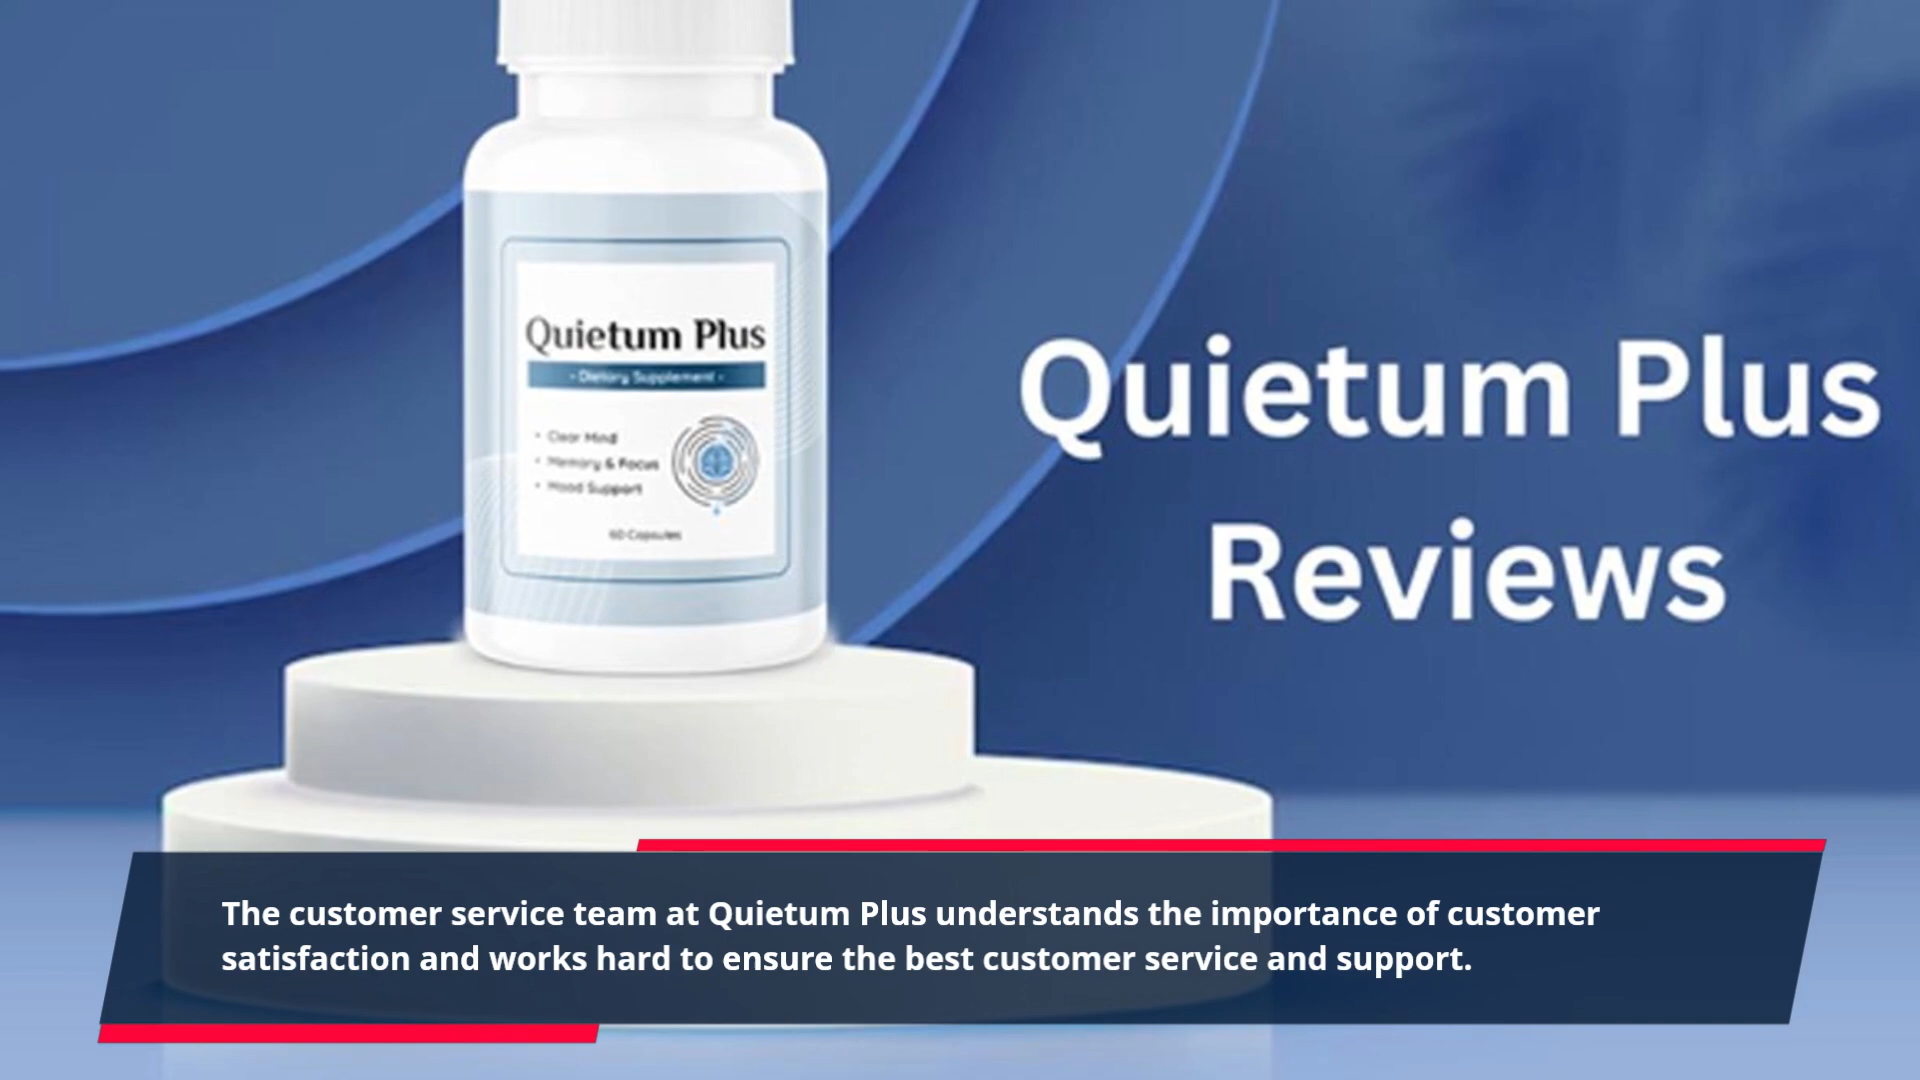 Quietum Plus
- Dietary Supplement -
• Clear Mind
• Memory & Focus
• Mood Support
60 Capsules
Quietum Plus
Reviews
The customer service team at Quietum Plus understands the importance of customer
satisfaction and works hard to ensure the best customer service and support.